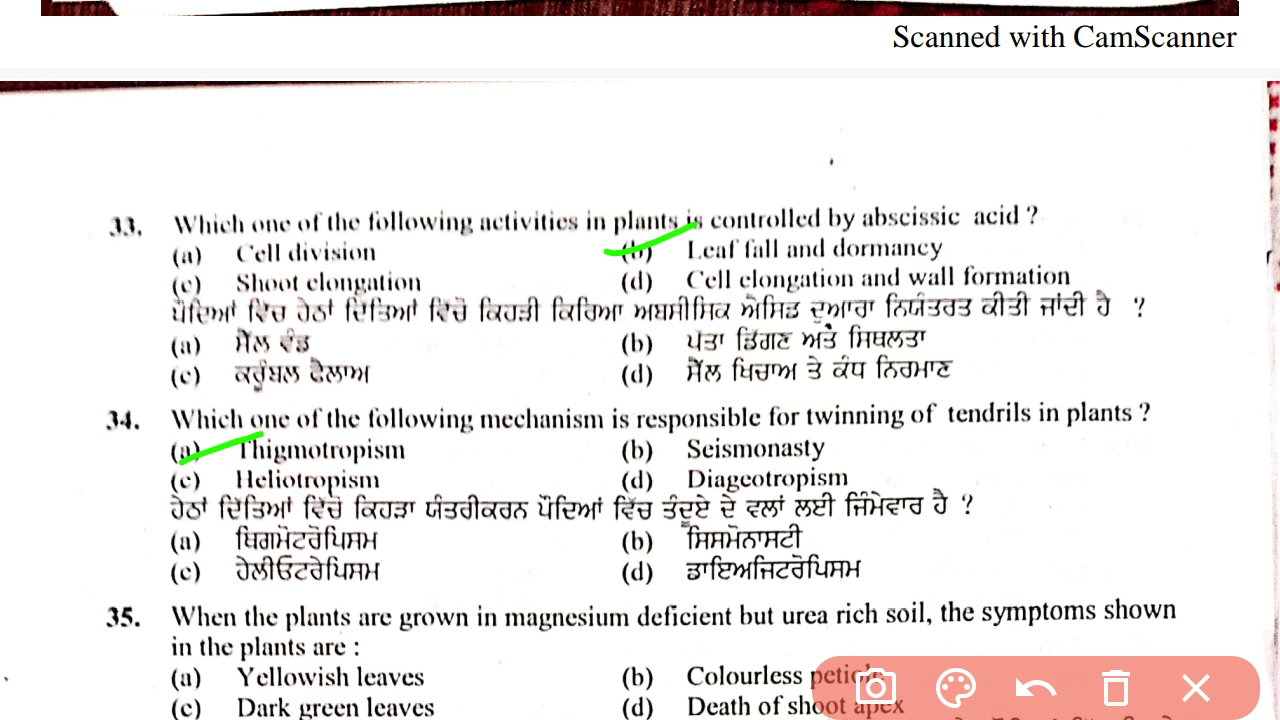 Scanned with CamScanner
33. Which one of the following activities in plants is controlled by abscissic acid ?
(a) Cell division (b) Leaf fall and dormancy
(c) Shoot elongation (d) Cell elongation and wall formation
ਪੌਦਿਆਂ ਵਿੱਚ ਹੇਠਾਂ ਦਿੱਤਿਆਂ ਵਿੱਚੋਂ ਕਿਹੜੀ ਕਿਰਿਆ ਅਬਸੀਸਿਕ ਐਸਿਡ ਦੁਆਰਾ ਨਿਯੰਤਰਤ ਕੀਤੀ ਜਾਂਦੀ ਹੈ ?
(a) ਸੈੱਲ ਵੰਡ (b) ਪੱਤਾ ਡਿੱਗਣ ਅਤੇ ਸਿਥਲਤਾ
(c) ਕਰੂੰਬਲ ਫੈਲਾਅ (d) ਸੈੱਲ ਖਿਚਾਅ ਤੇ ਕੰਧ ਨਿਰਮਾਣ
34. Which one of the following mechanism is responsible for twinning of tendrils in plants ?
(a) Thigmotropism (b) Seismonasty
(c) Heliotropism (d) Diageotropism
ਹੇਠਾਂ ਦਿੱਤਿਆਂ ਵਿੱਚੋਂ ਕਿਹੜਾ ਯੰਤਰੀਕਰਨ ਪੌਦਿਆਂ ਵਿੱਚ ਤੰਦੂਏ ਦੇ ਵਲਾਂ ਲਈ ਜਿੰਮੇਵਾਰ ਹੈ ?
(a) ਥਿਗਮੋਟਰੋਪਿਸਮ (b) ਸਿਸਮੋਨਾਸਟੀ
(c) ਹੇਲੀਓਟਰੋਪਿਸਮ (d) ਡਾਇਅਜਿਟਰੋਪਿਸਮ
35. When the plants are grown in magnesium deficient but urea rich soil, the symptoms shown
in the plants are :
(a) Yellowish leaves (b) Colourless petiole
(c) Dark green leaves (d) Death of shoot apex